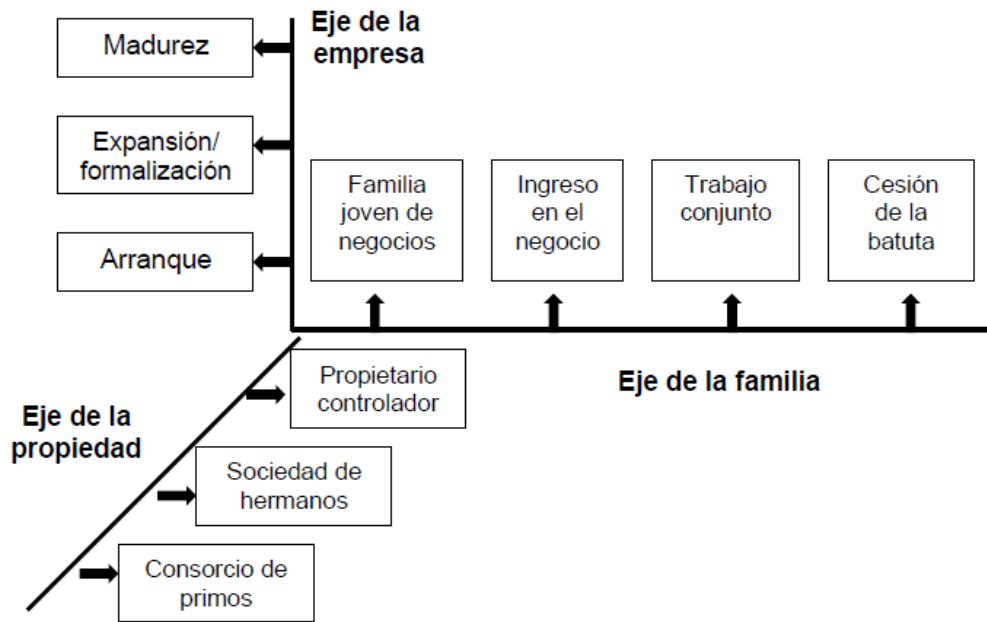 Eje de la
empresa
Madurez
Expansión/
formalización
Arranque
Familia
joven de
negocios
Ingreso
en el
negocio
Trabajo
conjunto
Cesión
de la
batuta
Eje de la familia
Propietario
controlador
Eje de la
propiedad
Sociedad de
hermanos
Consorcio de
primos